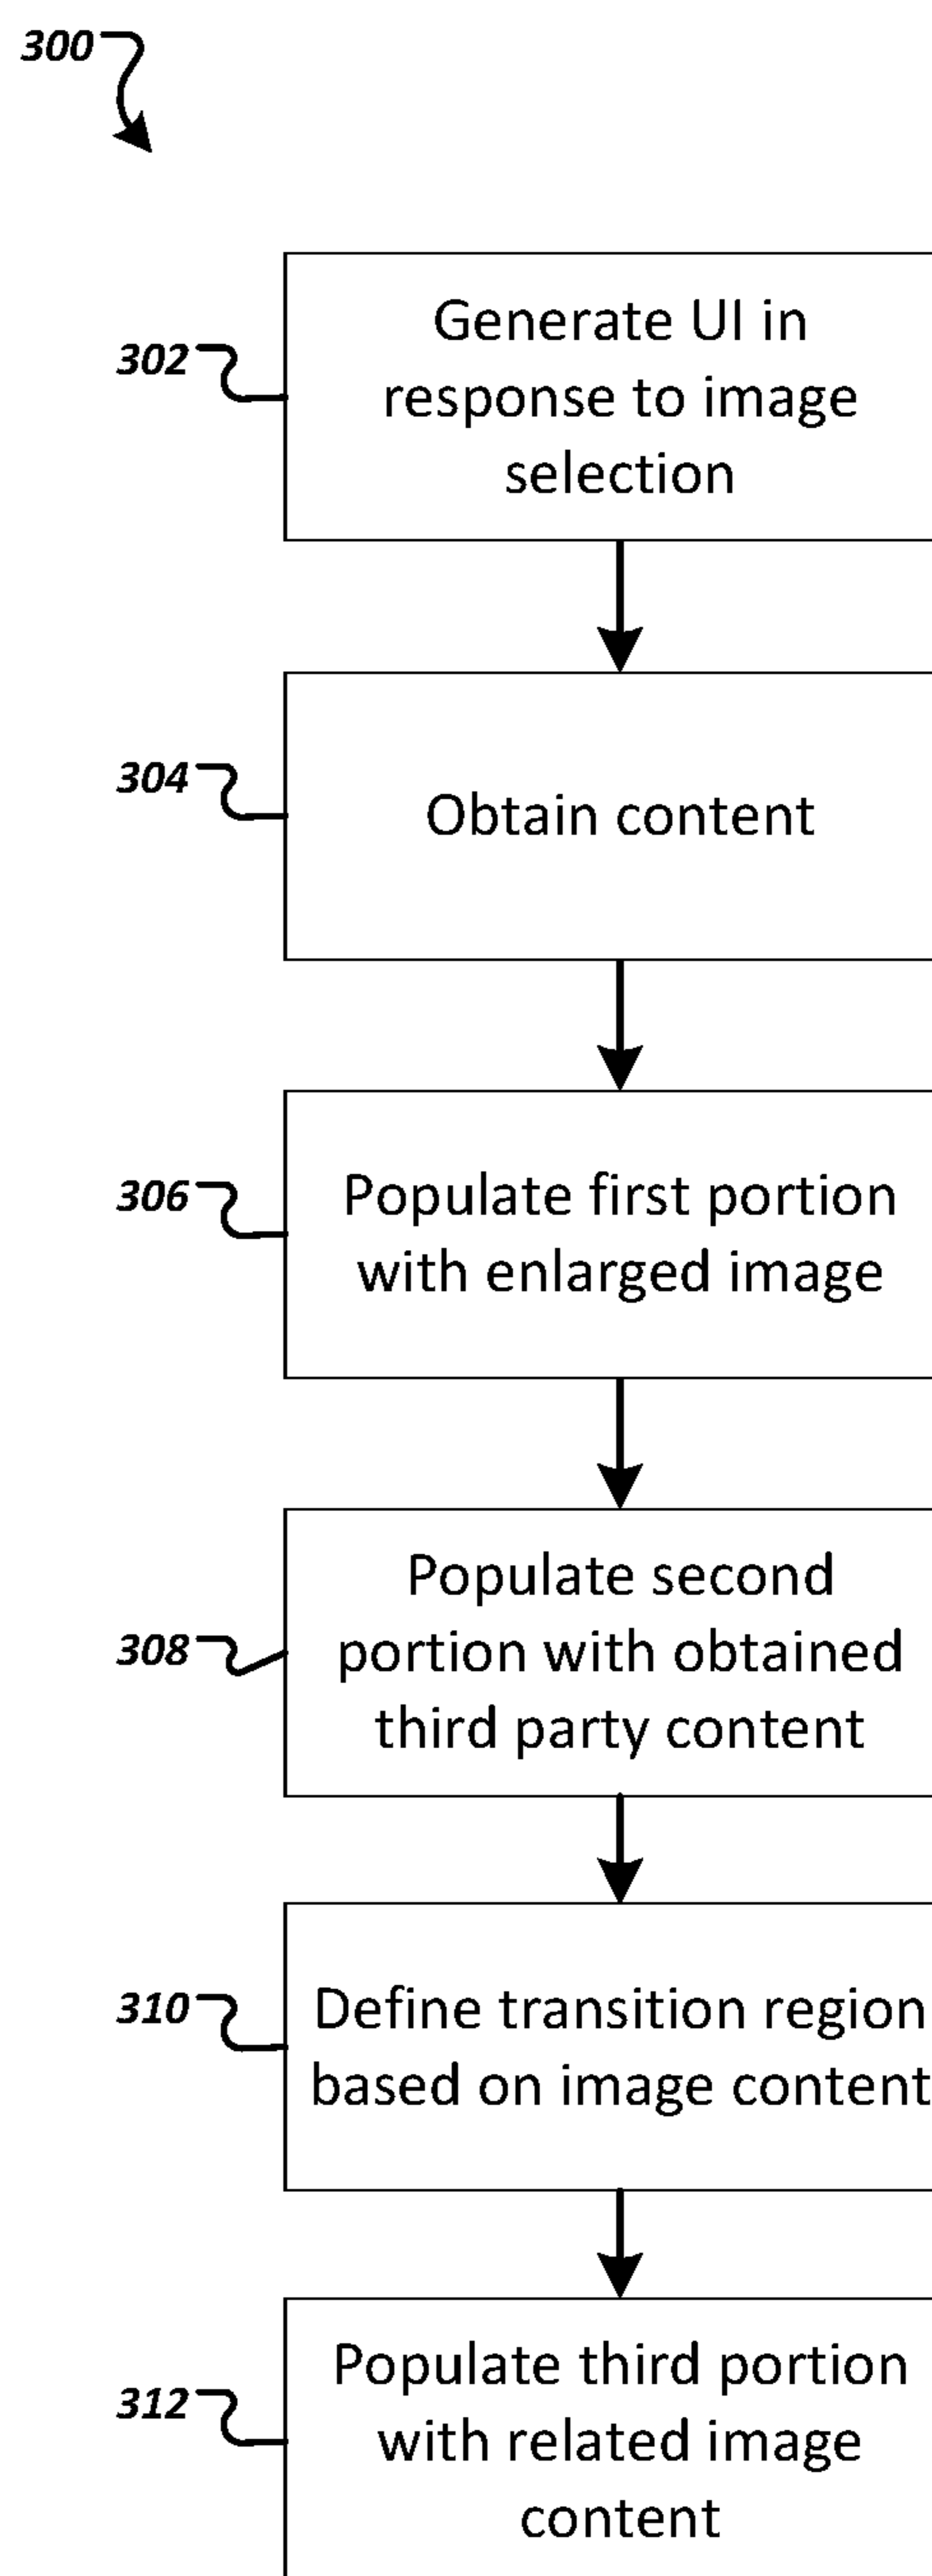 300
302
Generate UI in
response to image
selection
304
Obtain content
306
Populate first portion
with enlarged image
308
Populate second
portion with obtained
third party content
310
Define transition region
based on image content
312
Populate third portion
with related image
content